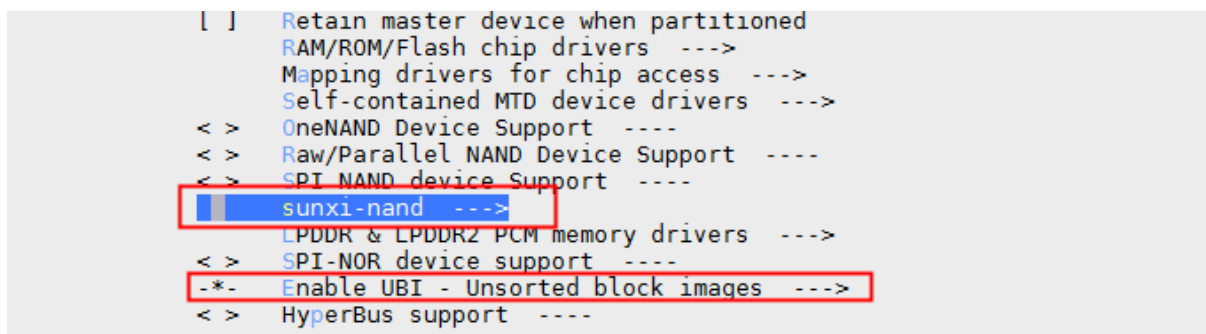 [ ] Retain master device when partitioned
RAM/ROM/Flash chip drivers --->
Mapping drivers for chip access --->
Self-contained MTD device drivers --->
< > OneNAND Device Support ----
< > Raw/Parallel NAND Device Support ----
< > SPI NAND device Support ----
sunxi-nand --->
LPDDR & LPDDR2 PCM memory drivers --->
< > SPI-NOR device support ----
-*- Enable UBI - Unsorted block images --->
< > HyperBus support ----